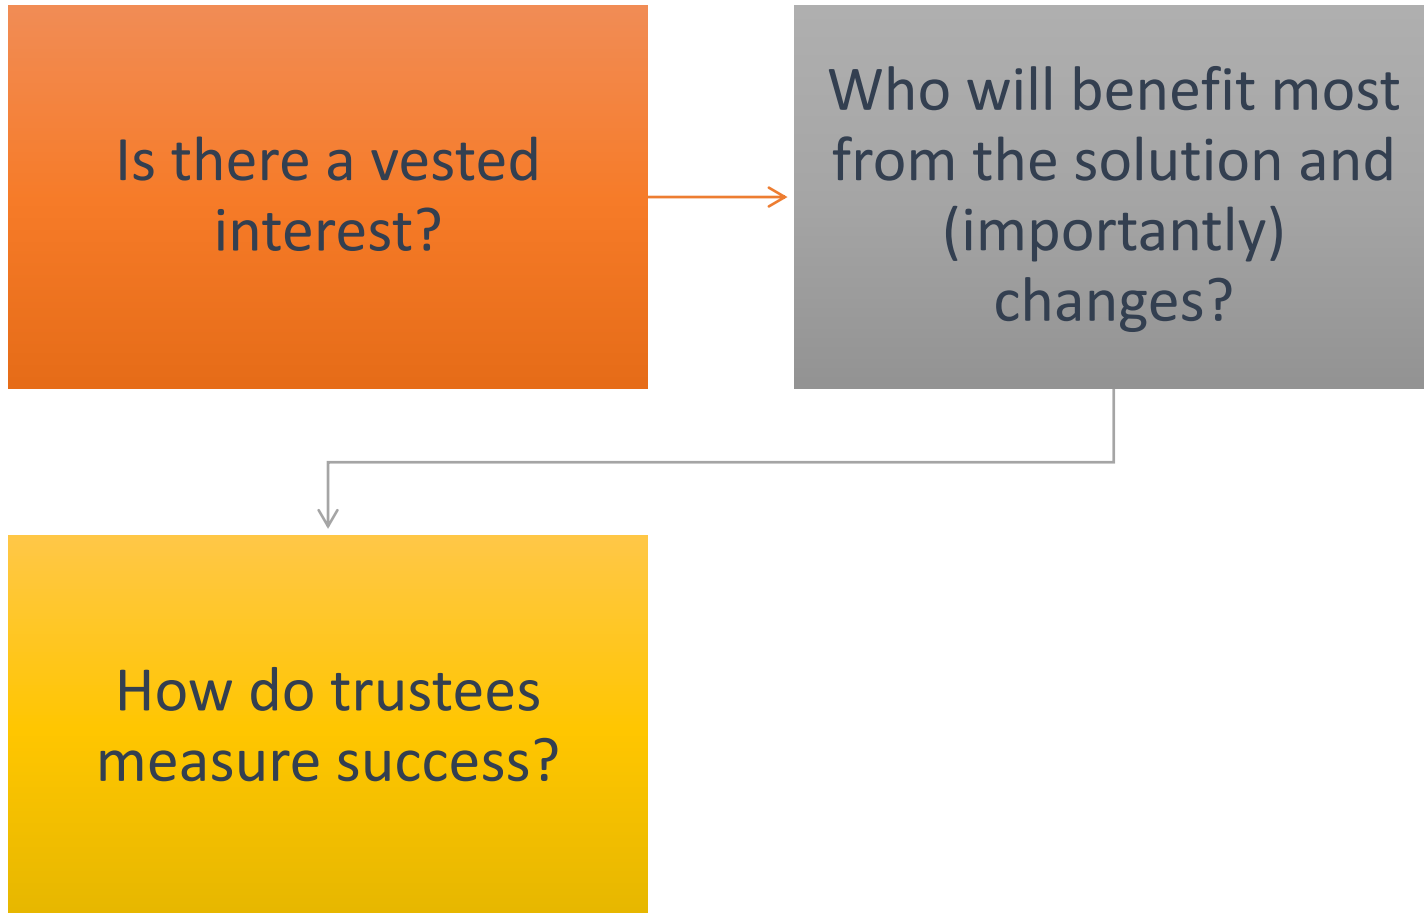 Is there a vested
interest?
Who will benefit most
from the solution and
(importantly)
changes?
How do trustees
measure success?